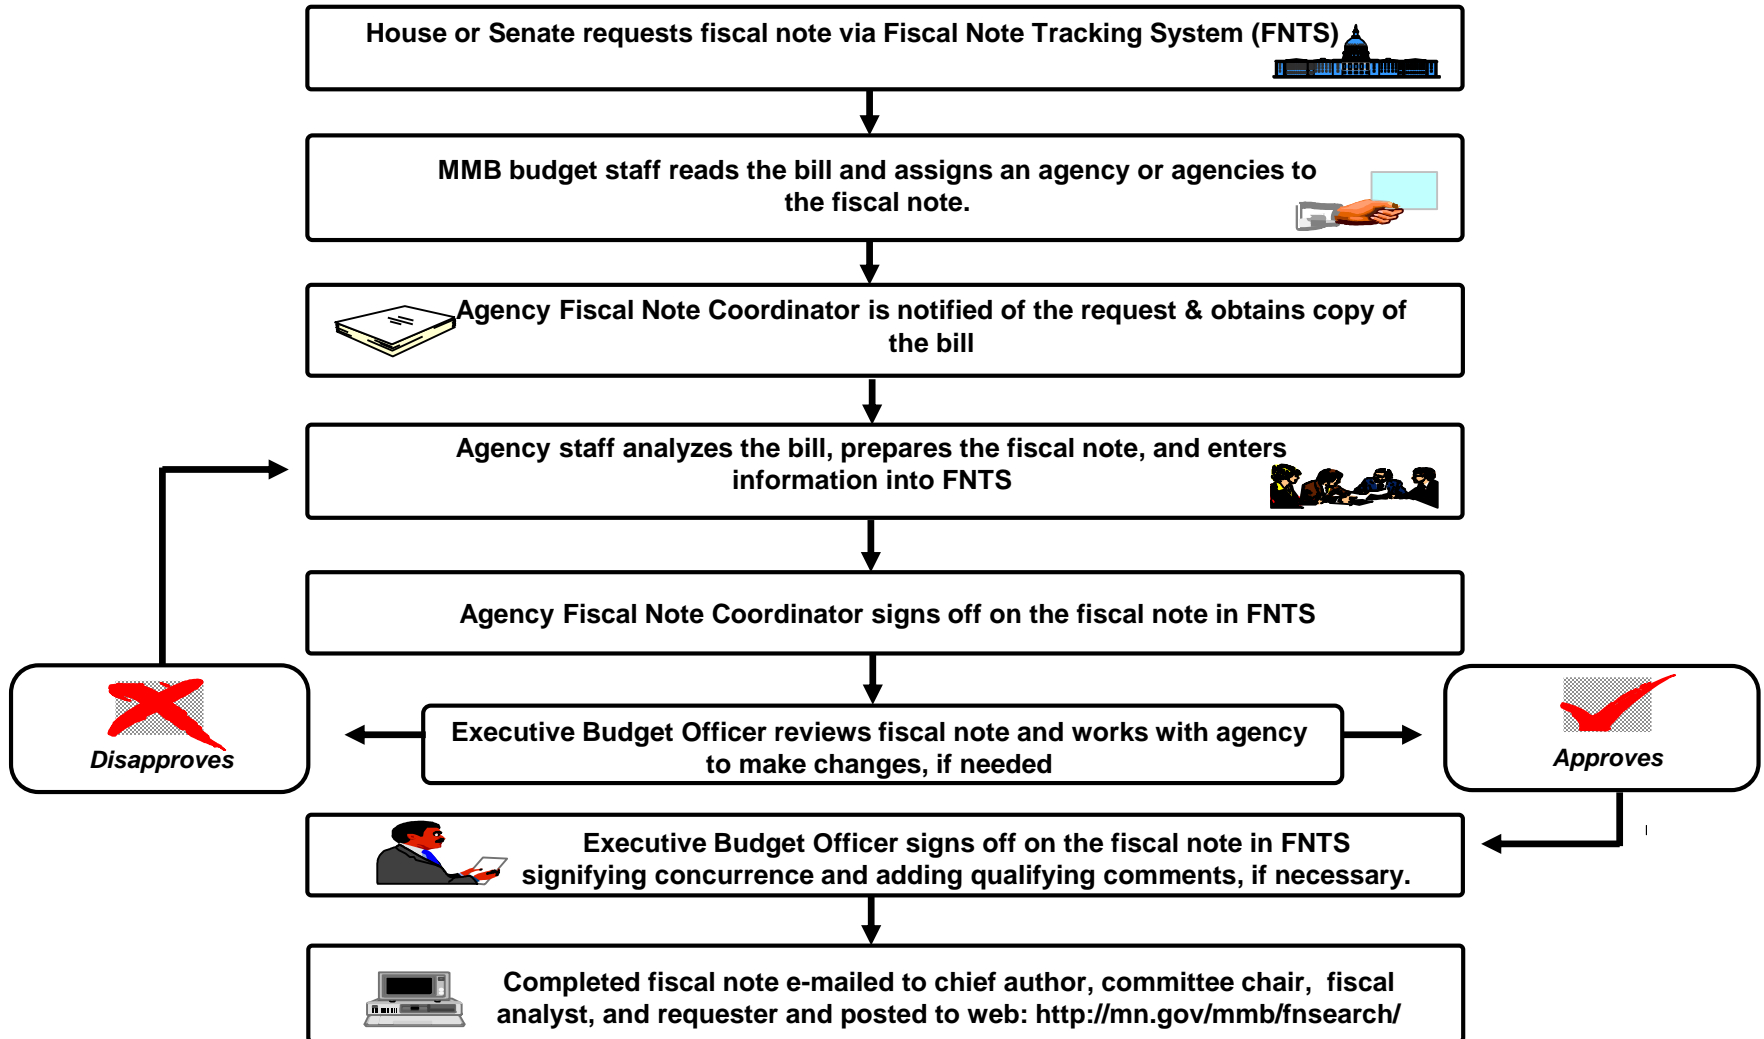 House or Senate requests fiscal note via Fiscal Note Tracking System (FNTS)
MMB budget staff reads the bill and assigns an agency or agencies to
the fiscal note.
Agency Fiscal Note Coordinator is notified of the request & obtains copy of
the bill
Agency staff analyzes the bill, prepares the fiscal note, and enters
information into FNTS
Agency Fiscal Note Coordinator signs off on the fiscal note in FNTS
Executive Budget Officer reviews fiscal note and works with agency
to make changes, if needed
Disapproves
Approves
Executive Budget Officer signs off on the fiscal note in FNTS
signifying concurrence and adding qualifying comments, if necessary.
Completed fiscal note e-mailed to chief author, committee chair, fiscal
analyst, and requester and posted to web: http://mn.gov/mmb/fnsearch/